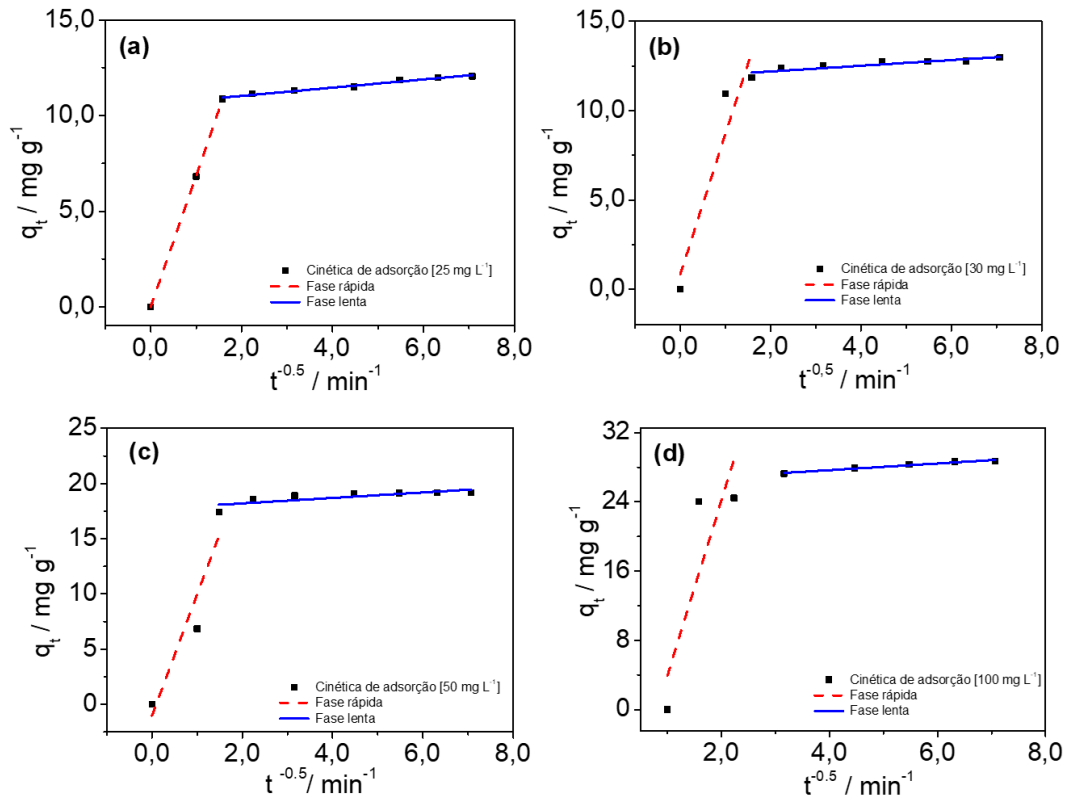 (a)
15,0
10,0
5,0
0,0
q_t / mg g^-1
Cinética de adsorção [25 mg L^-1]
Fase rápida
Fase lenta
0,0 2,0 4,0 6,0 8,0
t^-0.5 / min^-1
(b)
15,0
10,0
5,0
0,0
q_t / mg g^-1
Cinética de adsorção [30 mg L^-1]
Fase rápida
Fase lenta
0,0 2,0 4,0 6,0 8,0
t^-0,5 / min^-1
(c)
25
20
15
10
5
0
q_t / mg g^-1
Cinética de adsorção [50 mg L^-1]
Fase rápida
Fase lenta
0,0 2,0 4,0 6,0 8,0
t^-0.5 / min^-1
(d)
32
24
16
8
0
q_t / mg g^-1
Cinética de adsorção [100 mg L^-1]
Fase rápida
Fase lenta
2,0 4,0 6,0 8,0
t^-0.5 / min^-1